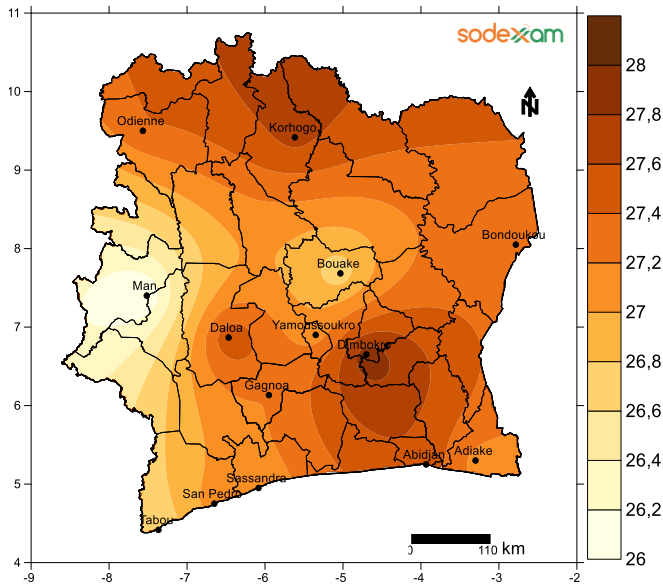 11
sodexam
28
10
N
27,8
Odienne
Korhogo
27,6
9
27,4
Bondoukou
8
27,2
Bouake
Man
27
7
Daloa
Yamoussoukro
Dimbokro
26,8
Gagnoa
6
26,6
Abidjan
Adiake
26,4
5
Sassandra
San Pedro
26,2
Tabou
0 110 km
4
26
-9 -8 -7 -6 -5 -4 -3 -2